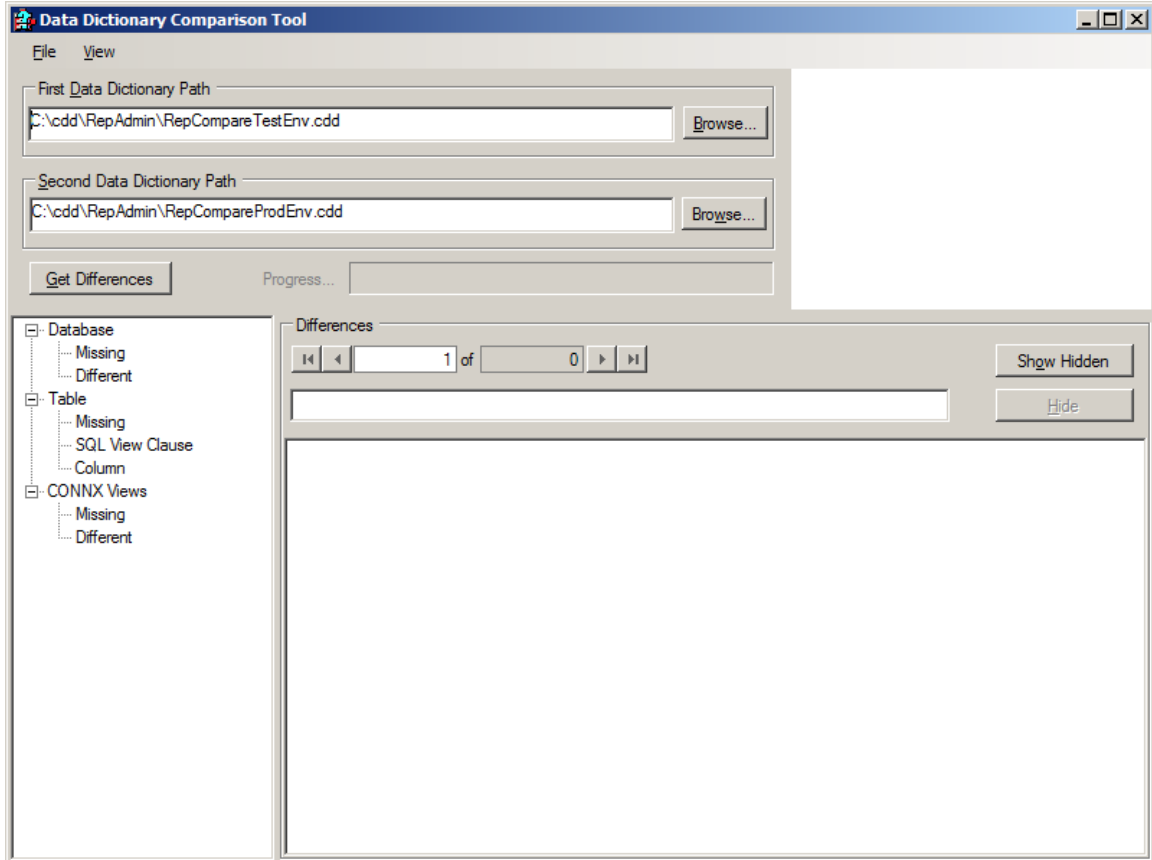 Data Dictionary Comparison Tool
File View
First Data Dictionary Path
C:\cdd\RepAdmin\RepCompareTestEnv.cdd
Browse...
Second Data Dictionary Path
C:\cdd\RepAdmin\RepCompareProdEnv.cdd
Browse...
Get Differences Progress...
Database
Missing
Different
Table
Missing
SQL View Clause
Column
CONNX Views
Missing
Different
Differences
1 of 0
Show Hidden
Hide